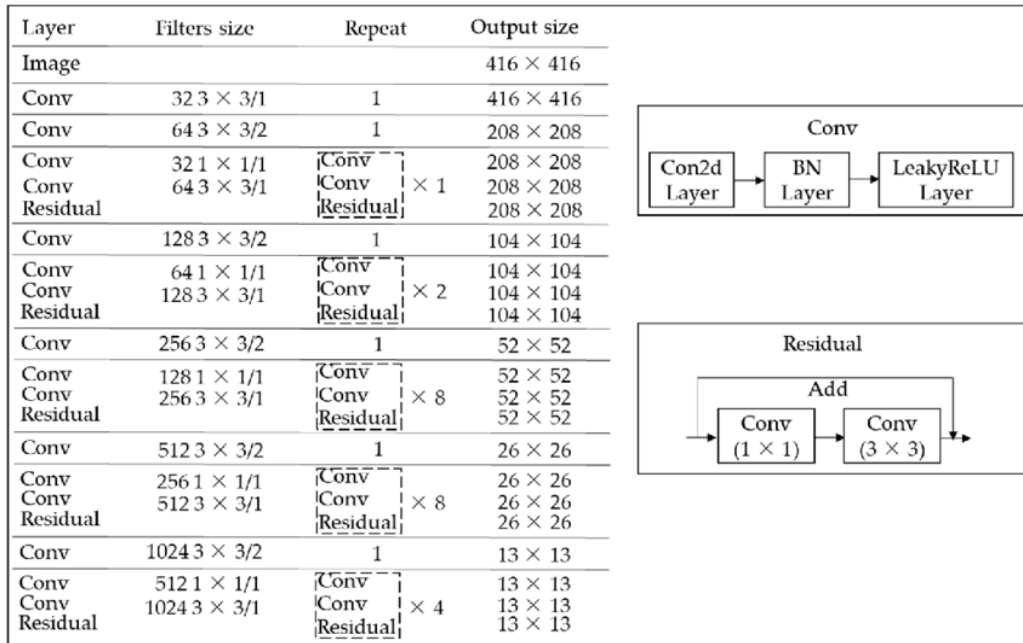 Layer Filters size Repeat Output size
Image 416 × 416
Conv 32 3 × 3/1 1 416 × 416
Conv 64 3 × 3/2 1 208 × 208
Conv 32 1 × 1/1 Conv 208 × 208
Conv 64 3 × 3/1 Conv × 1 208 × 208
Residual Residual 208 × 208
Conv 128 3 × 3/2 1 104 × 104
Conv 64 1 × 1/1 Conv 104 × 104
Conv 128 3 × 3/1 Conv × 2 104 × 104
Residual Residual 104 × 104
Conv 256 3 × 3/2 1 52 × 52
Conv 128 1 × 1/1 Conv 52 × 52
Conv 256 3 × 3/1 Conv × 8 52 × 52
Residual Residual 52 × 52
Conv 512 3 × 3/2 1 26 × 26
Conv 256 1 × 1/1 Conv 26 × 26
Conv 512 3 × 3/1 Conv × 8 26 × 26
Residual Residual 26 × 26
Conv 1024 3 × 3/2 1 13 × 13
Conv 512 1 × 1/1 Conv 13 × 13
Conv 1024 3 × 3/1 Conv × 4 13 × 13
Residual Residual 13 × 13
Conv
Con2d BN LeakyReLU
Layer Layer Layer
Residual
Add
Conv Conv
(1 × 1) (3 × 3)